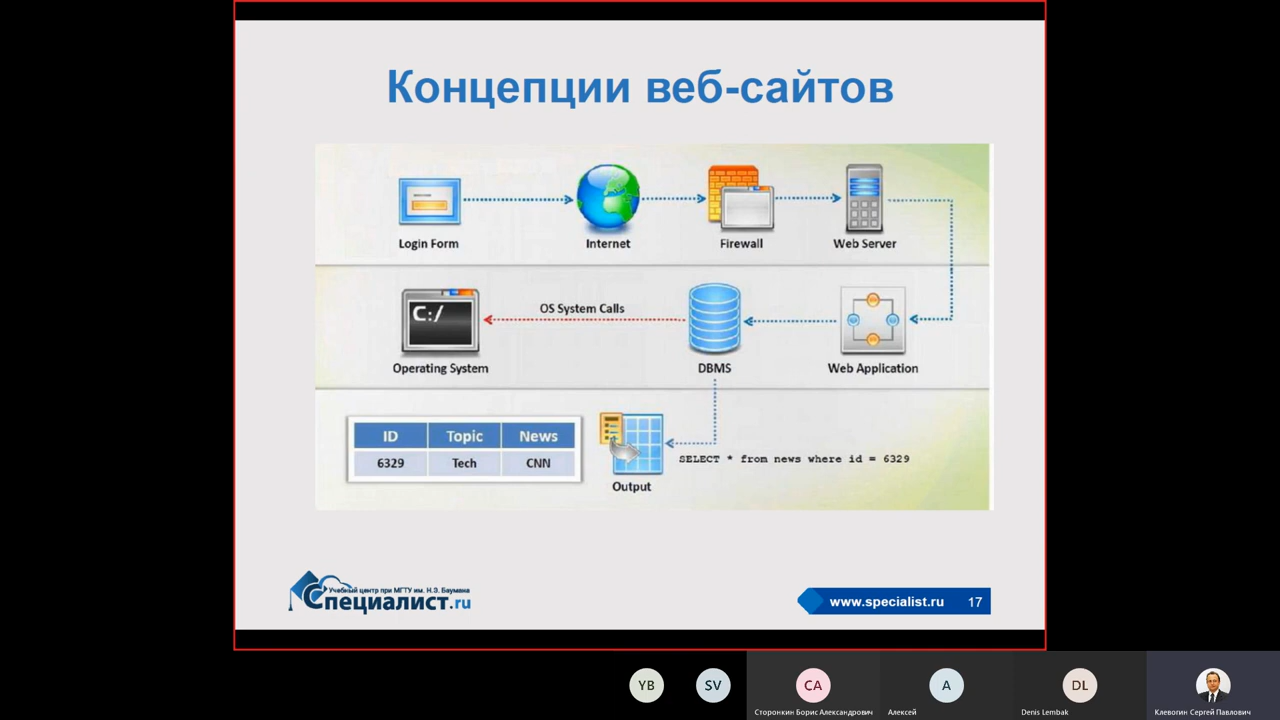 Концепции веб-сайтов
Login Form
Internet
Firewall
Web Server
C:/
OS System Calls
Operating System
DBMS
Web Application
ID Topic News
6329 Tech CNN
SELECT * from news where id = 6329
Output
Учебный центр при МГТУ им. Н.Э. Баумана
Специалист.ru
www.specialist.ru 17
YB SV CA A DL
Сторонкин Борис Александрович Алексей Denis Lembak Клевогин Сергей Павлович